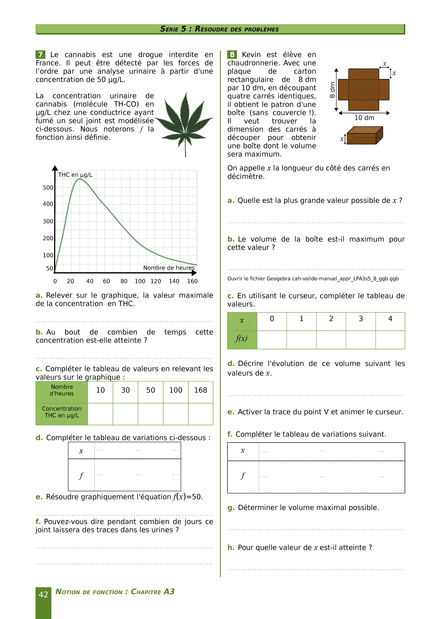 SÉRIE 5 : RÉSOUDRE DES PROBLÈMES
7 Le cannabis est une drogue interdite en
France. Il peut être détecté par les forces de
l'ordre par une analyse urinaire à partir d'une
concentration de 50 µg/L.
La concentration urinaire de
cannabis (molécule TH-CO) en
µg/L chez une conductrice ayant
fumé un seul joint est modélisée
ci-dessous. Nous noterons f la
fonction ainsi définie.
THC en µg/L
500
400
300
200
100
50
Nombre de heures
0 20 40 60 80 100 120 140 160
a. Relever sur le graphique, la valeur maximale
de la concentration en THC.
b. Au bout de combien de temps cette
concentration est-elle atteinte ?
c. Compléter le tableau de valeurs en relevant les
valeurs sur le graphique :
Nombre
d'heures
10 30 50 100 168
Concentration
THC en µg/L
d. Compléter le tableau de variations ci-dessous :
x ... ... ...
f ... ... ...
e. Résoudre graphiquement l'équation f(x)=50.
f. Pouvez-vous dire pendant combien de jours ce
joint laissera des traces dans les urines ?
8 Kevin est élève en
chaudronnerie. Avec une
plaque de carton
rectangulaire de 8 dm
par 10 dm, en découpant
quatre carrés identiques,
il obtient le patron d'une
boîte (sans couvercle !).
Il veut trouver la
dimension des carrés à
découper pour obtenir
une boîte dont le volume
sera maximum.
x
x
8 dm
10 dm
x
On appelle x la longueur du côté des carrés en
décimètre.
a. Quelle est la plus grande valeur possible de x ?
b. Le volume de la boîte est-il maximum pour
cette valeur ?
Ouvrir le fichier Geogebra cah-valide-manuel_appr_LPA3s5_8_ggb.ggb
c. En utilisant le curseur, compléter le tableau de
valeurs.
x 0 1 2 3 4
f(x)
d. Décrire l'évolution de ce volume suivant les
valeurs de x.
e. Activer la trace du point V et animer le curseur.
f. Compléter le tableau de variations suivant.
x ... ... ...
f ... ... ...
g. Déterminer le volume maximal possible.
h. Pour quelle valeur de x est-il atteint ?
42 NOTION DE FONCTION : CHAPITRE A3